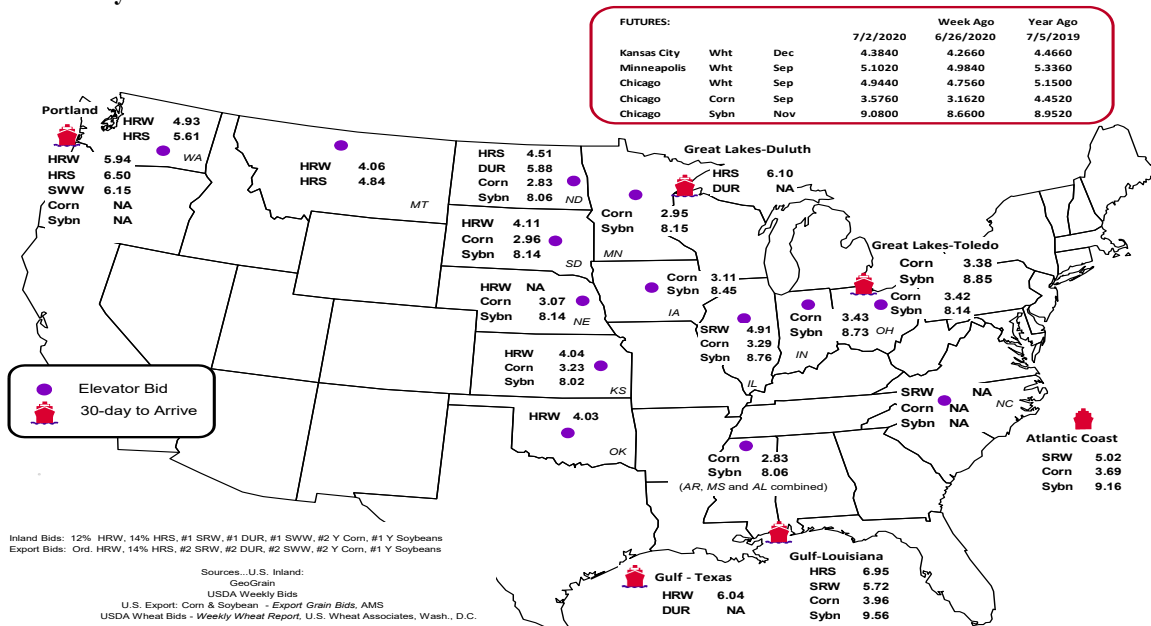 FUTURES: Week Ago Year Ago
7/2/2020 6/26/2020 7/5/2019
Kansas City Wht Dec 4.3840 4.2660 4.4660
Minneapolis Wht Sep 5.1020 4.9840 5.3360
Chicago Wht Sep 4.9440 4.7560 5.1500
Chicago Corn Sep 3.5760 3.1620 4.4520
Chicago Sybn Nov 9.0800 8.6600 8.9520
Portland
HRW 5.94
HRS 6.50
SWW 6.15
Corn NA
Sybn NA
HRW 4.93
HRS 5.61
WA
HRW 4.06
HRS 4.84
MT
HRS 4.51
DUR 5.88
Corn 2.83
Sybn 8.06
ND
Great Lakes-Duluth
HRS 6.10
DUR NA
Corn 2.95
Sybn 8.15
MN
HRW 4.11
Corn 2.96
Sybn 8.14
SD
Great Lakes-Toledo
Corn 3.38
Sybn 8.85
HRW NA
Corn 3.07
Sybn 8.14
NE
Corn 3.11
Sybn 8.45
IA
SRW 4.91
Corn 3.29
Sybn 8.76
IL
Corn 3.43
Sybn 8.73
IN
Corn 3.42
Sybn 8.14
OH
HRW 4.04
Corn 3.23
Sybn 8.02
KS
Elevator Bid
30-day to Arrive
HRW 4.03
OK
SRW NA
Corn NA
Sybn NA
NC
Atlantic Coast
SRW 5.02
Corn 3.69
Sybn 9.16
Corn 2.83
Sybn 8.06
(AR, MS and AL combined)
Gulf-Louisiana
HRS 6.95
SRW 5.72
Corn 3.96
Sybn 9.56
Gulf - Texas
HRW 6.04
DUR NA
Inland Bids: 12% HRW, 14% HRS, #1 SRW, #1 DUR, #1 SWW, #2 Y Corn, #1 Y Soybeans
Export Bids: Ord. HRW, 14% HRS, #2 SRW, #2 DUR, #2 SWW, #2 Y Corn, #1 Y Soybeans
Sources...U.S. Inland:
GeoGrain
USDA Weekly Bids
U.S. Export: Corn & Soybean - Export Grain Bids, AMS
USDA Wheat Bids - Weekly Wheat Report, U.S. Wheat Associates, Wash., D.C.